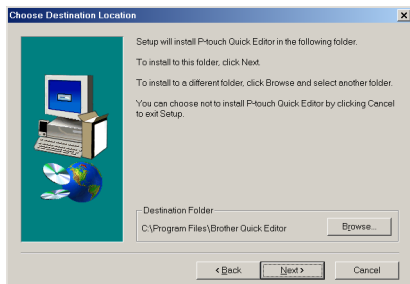 Choose Destination Location
Setup will install P-touch Quick Editor in the following folder.
To install to this folder, click Next.
To install to a different folder, click Browse and select another folder.
You can choose not to install P-touch Quick Editor by clicking Cancel
to exit Setup.
Destination Folder
C:\Program Files\Brother Quick Editor
Browse...
< Back
Next >
Cancel